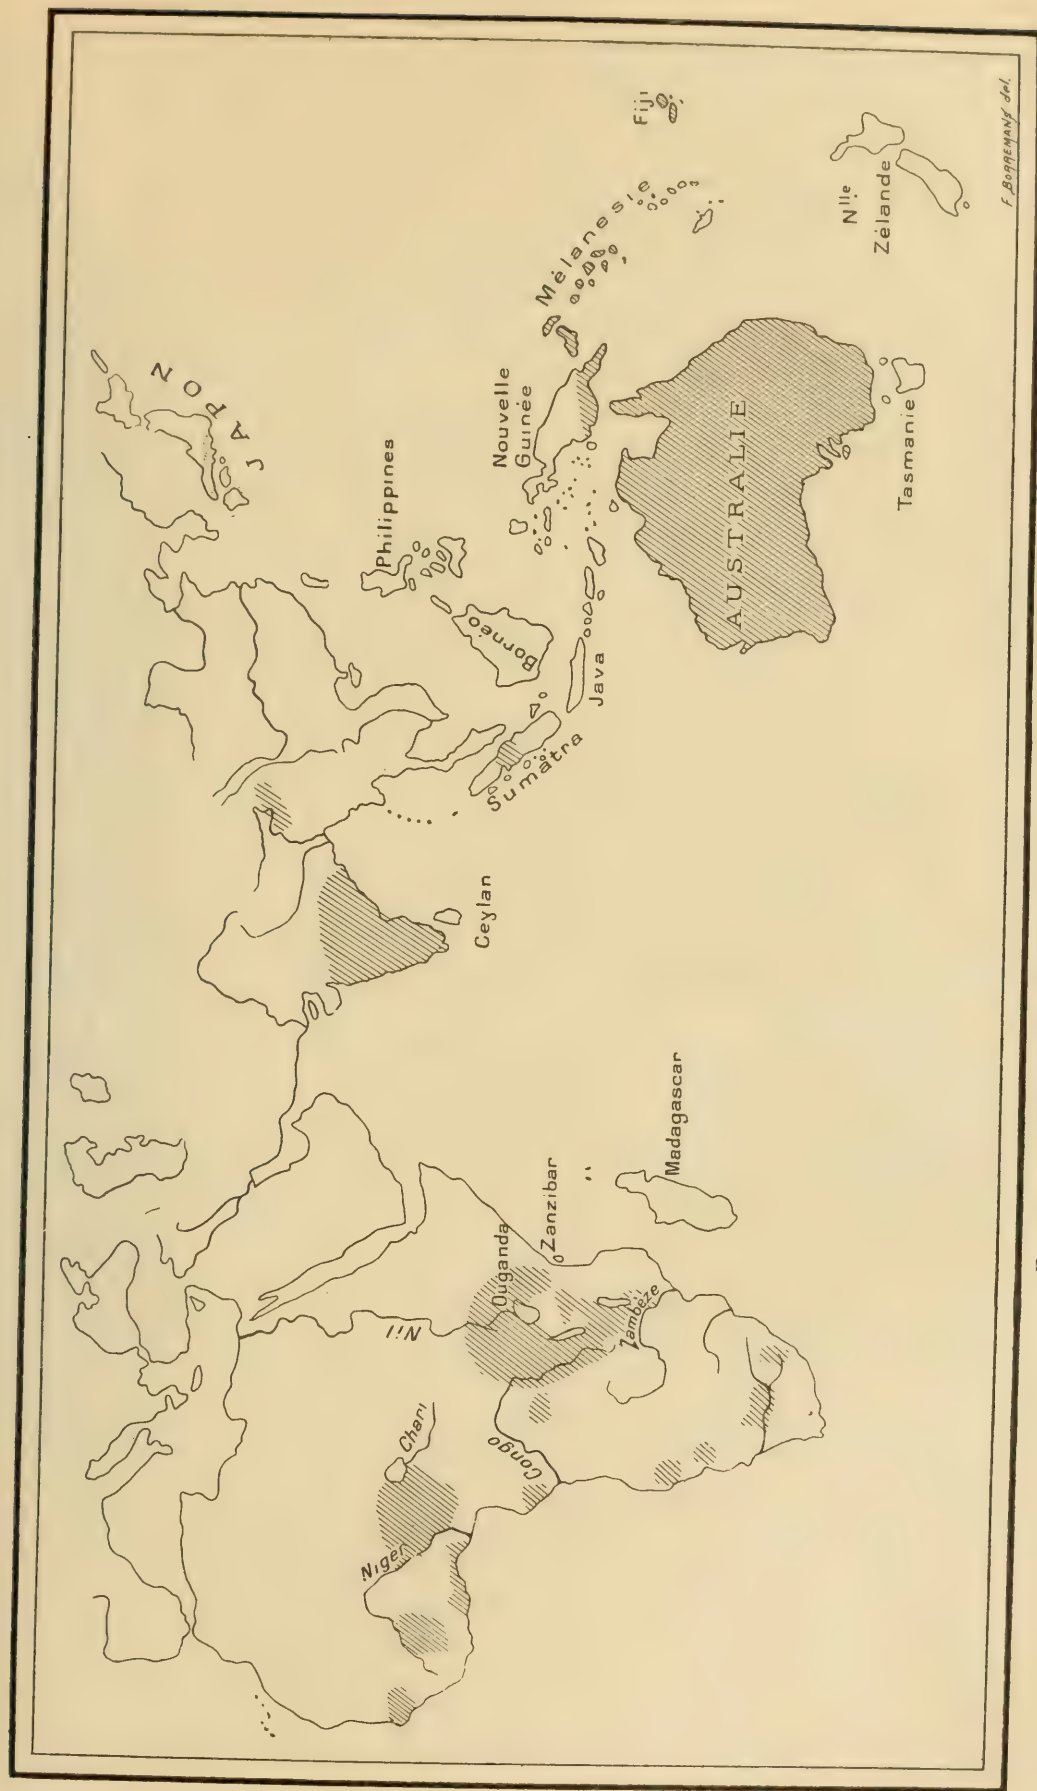 JAPON
Philippines
Nouvelle
Guinée
Mélanesie
Fiji
Bornéo
Sumatra
Java
Ceylan
AUSTRALIE
Tasmanie
Nlle
Zélande
Nil
Chari
Niger
Congo
Ouganda
Zanzibar
Zambèze
Madagascar
F. BORREMANS del.